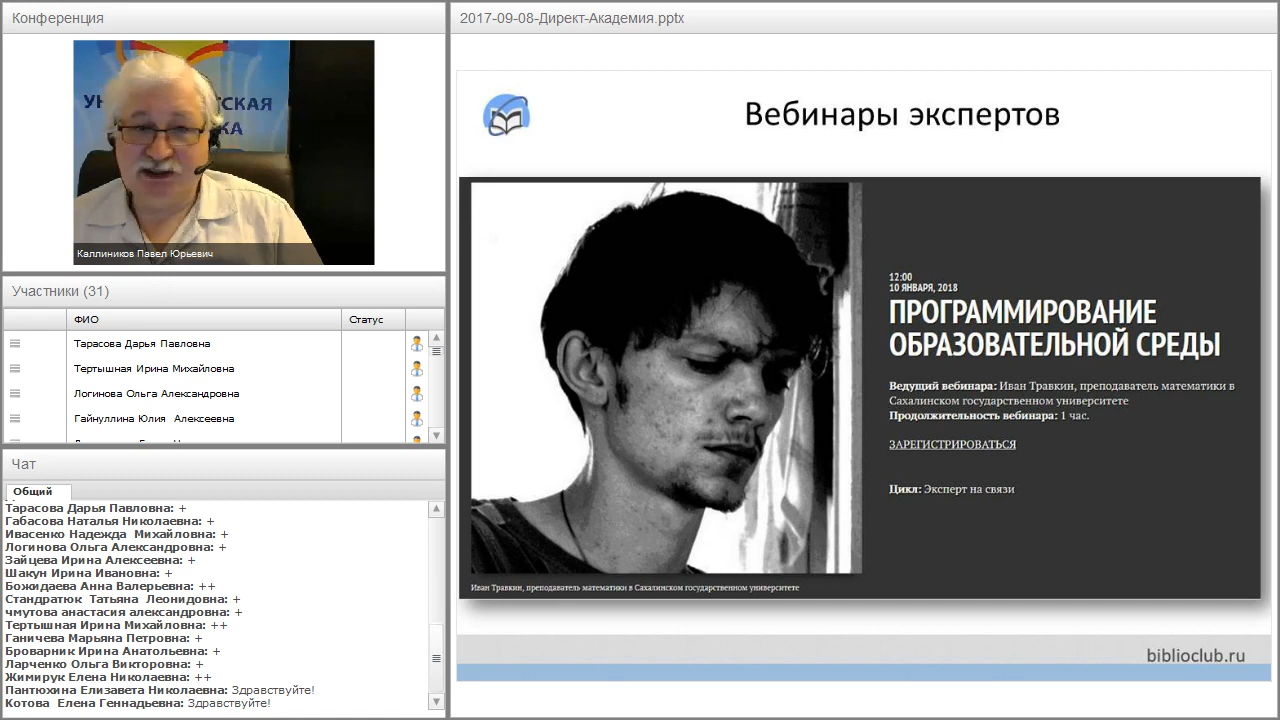 Конференция
УН ТСКАЯ
КА
Каллиников Павел Юрьевич
Участники (31)
ФИО
Статус
Тарасова Дарья Павловна
Тертышная Ирина Михайловна
Логинова Ольга Александровна
Гайнуллина Юлия Алексеевна
Чат
Общий
Тарасова Дарья Павловна: +
Габасова Наталья Николаевна: +
Ивасенко Надежда Михайловна: +
Логинова Ольга Александровна: +
Зайцева Ирина Алексеевна: +
Шакун Ирина Ивановна: +
Божидаева Анна Валерьевна: ++
Стандратюк Татьяна Леонидовна: +
чмутова анастасия александровна: +
Тертышная Ирина Михайловна: ++
Ганичева Марьяна Петровна: +
Броварник Ирина Анатольевна: +
Ларченко Ольга Викторовна: +
Жимирук Елена Николаевна: ++
Пантюхина Елизавета Николаевна: Здравствуйте!
Котова Елена Геннадьевна: Здравствуйте!
2017-09-08-Директ-Академия.pptx
Вебинары экспертов
12:00
10 ЯНВАРЯ, 2018
ПРОГРАММИРОВАНИЕ
ОБРАЗОВАТЕЛЬНОЙ СРЕДЫ
Ведущий вебинара: Иван Травкин, преподаватель математики в
Сахалинском государственном университете
Продолжительность вебинара: 1 час.
ЗАРЕГИСТРИРОВАТЬСЯ
Цикл: Эксперт на связи
Иван Травкин, преподаватель математики в Сахалинском государственном университете
biblioclub.ru